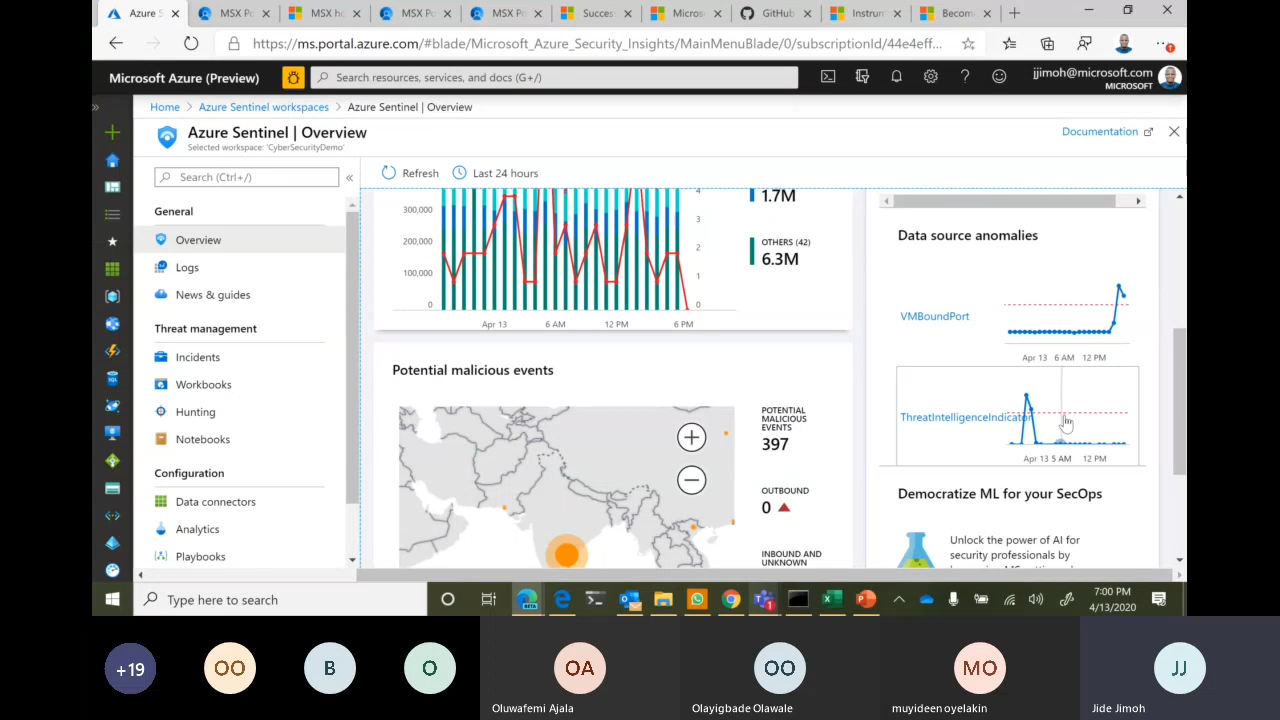 Azure S
MSX Po
MSX ho
MSX Po
MSX Po
Succes
Micros
GitHub
Instrum
Becom
https://ms.portal.azure.com/#blade/Microsoft_Azure_Security_Insights/MainMenuBlade/0/subscriptionId/44e4eff...
Microsoft Azure (Preview)
Search resources, services, and docs (G+/)
jjimoh@microsoft.com
MICROSOFT
Home > Azure Sentinel workspaces > Azure Sentinel | Overview
Azure Sentinel | Overview
Selected workspace: 'CyberSecurityDemo'
Documentation
Search (Ctrl+/)
Refresh
Last 24 hours
General
Overview
Logs
News & guides
Threat management
Incidents
Workbooks
Hunting
Notebooks
Configuration
Data connectors
Analytics
Playbooks
300,000
200,000
100,000
0
4
3
2
1
0
Apr 13 6 AM 12 PM 6 PM
1.7M
OTHERS (42)
6.3M
Potential malicious events
POTENTIAL
MALICIOUS
EVENTS
397
OUTBOUND
0
INBOUND AND
UNKNOWN
Data source anomalies
VMBoundPort
Apr 13 6 AM 12 PM
ThreatIntelligenceIndicator
Apr 13 5 AM 12 PM
Democratize ML for your SecOps
Unlock the power of AI for
security professionals by
Type here to search
BETA
1
7:00 PM
4/13/2020
+19
OO
B
O
OA
Oluwafemi Ajala
OO
Olayigbade Olawale
MO
muyideen oyelakin
JJ
Jide Jimoh